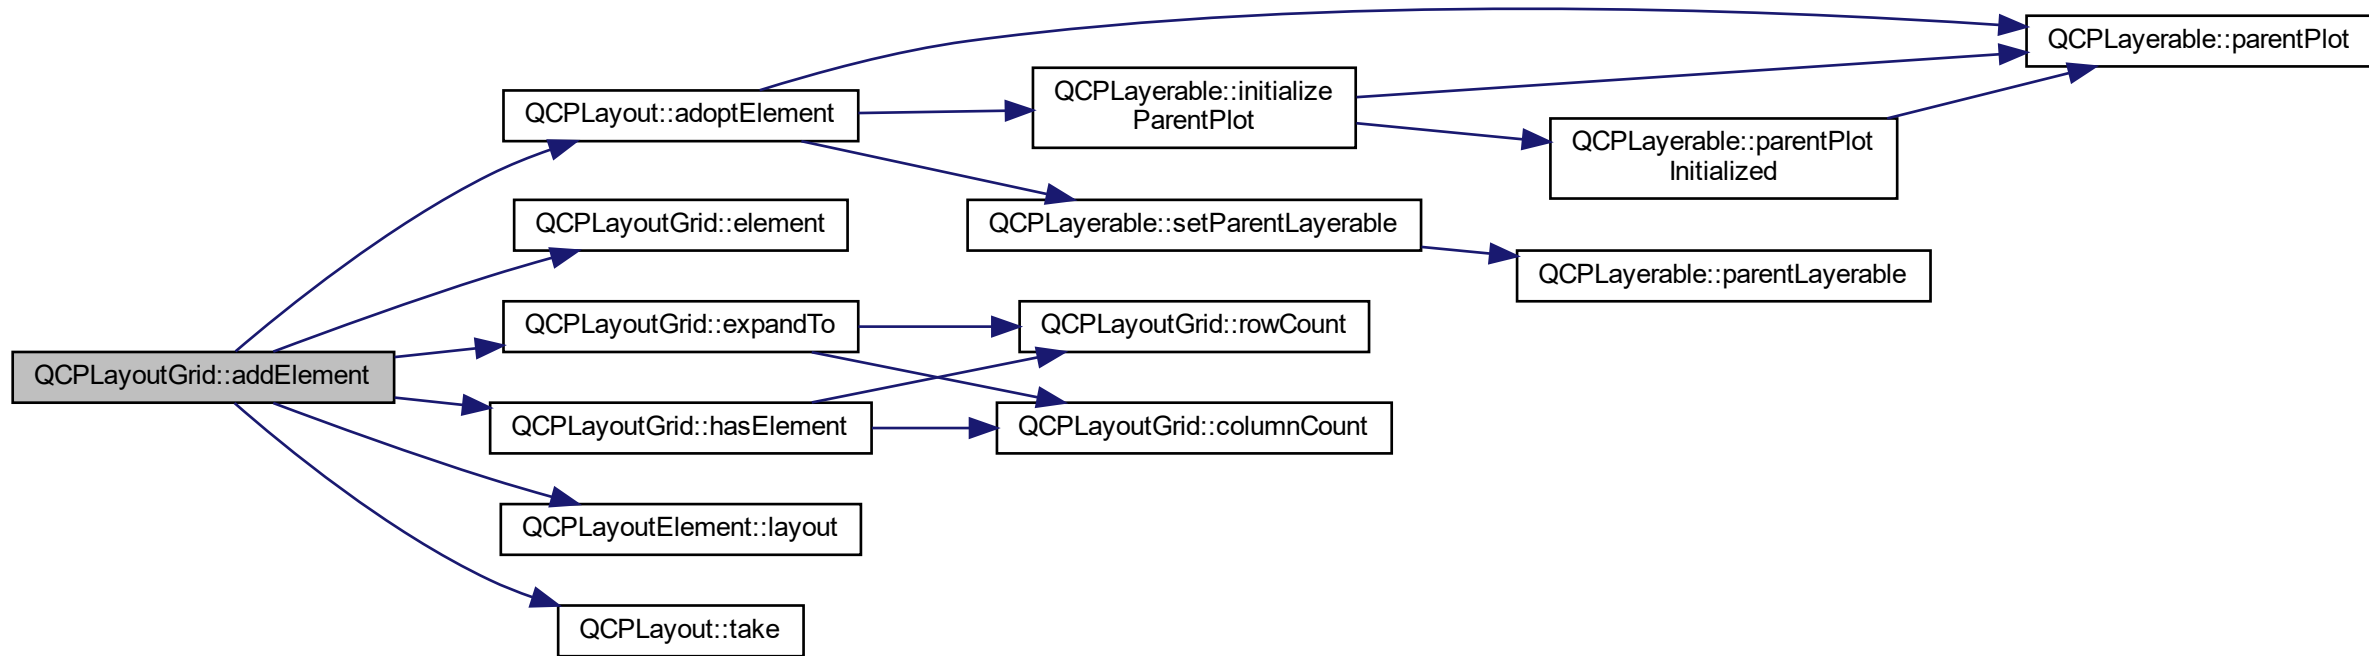 QCPLayerable::parentPlot
QCPLayerable::initialize
ParentPlot
QCPLayout::adoptElement
QCPLayerable::parentPlot
Initialized
QCPLayoutGrid::element
QCPLayerable::setParentLayerable
QCPLayerable::parentLayerable
QCPLayoutGrid::expandTo
QCPLayoutGrid::rowCount
QCPLayoutGrid::addElement
QCPLayoutGrid::hasElement
QCPLayoutGrid::columnCount
QCPLayoutElement::layout
QCPLayout::take